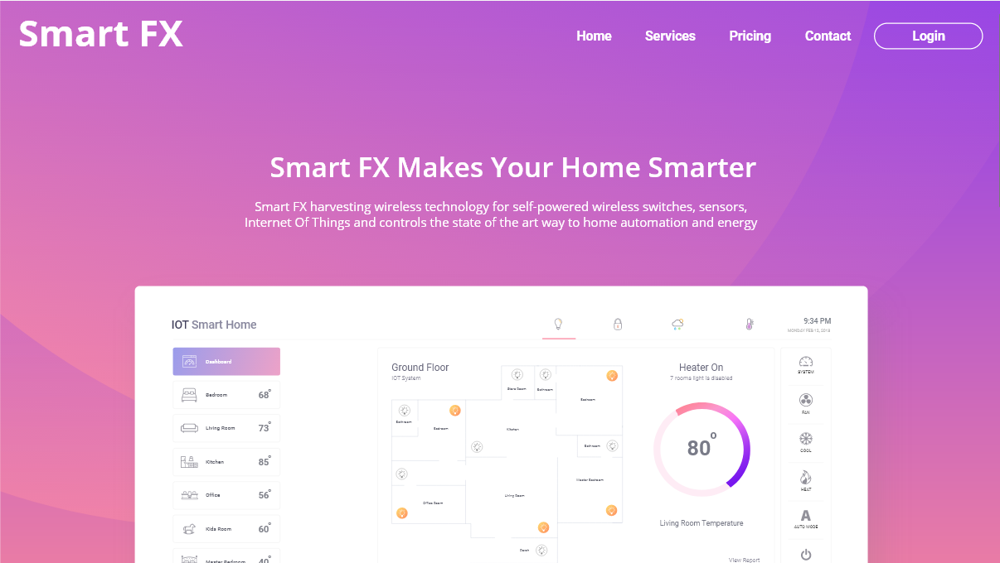 Smart FX
Home Services Pricing Contact Login
Smart FX Makes Your Home Smarter
Smart FX harvesting wireless technology for self-powered wireless switches, sensors,
Internet Of Things and controls the state of the art way to home automation and energy
IOT Smart Home
9:34 PM
MONDAY FEB 12, 2018
Dashboard
Bedroom 68°
Living Room 73°
Kitchen 85°
Office 56°
Kids Room 60°
Master Bedroom 40°
Ground Floor
IOT System
Store Room
Bathroom
Bedroom
Bathroom
Bedroom
Kitchen
Bathroom
Master Bedroom
Office Room
Living Room
Porch
Heater On
7 rooms light is disabled
80°
Living Room Temperature
View Report
SYSTEM
FAN
COOL
HEAT
A
AUTO MODE